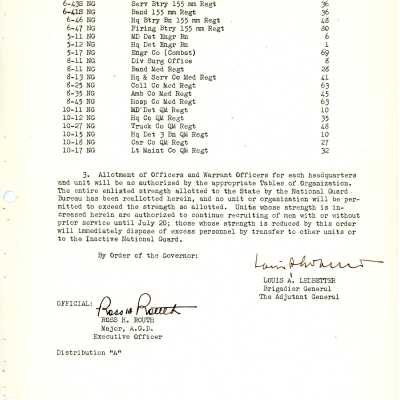 6-43S NG Serv Btry 155 mm Regt 36
6-41S NG Band 155 mm Regt 36
6-46 NG Hq Btry Bn 155 mm Regt 48
6-47 NG Firing Btry 155 mm Regt 80
5-11 NG MD Det Engr Bn 6
5-12 NG Hq Det Engr Bn 1
5-17 NG Engr Co (Combat) 69
8-11 NG Div Surg Office 8
8-11 NG Band Med Regt 28
8-13 NG Hq & Serv Co Med Regt 41
8-23 NG Coll Co Med Regt 63
8-35 NG Amb Co Med Regt 45
8-43 NG Hosp Co Med Regt 63
10-11 NG MD Det QM Regt 10
10-12 NG Hq Co QM Regt 35
10-27 NG Truck Co QM Regt 48
10-15 NG Hq Det 3 Bn QM Regt 10
10-18 NG Car Co QM Regt 27
10-17 NG Lt Maint Co QM Regt 32
3. Allotment of Officers and Warrant Officers for each headquarters
and unit will be as authorized by the appropriate Tables of Organization.
The entire enlisted strength allotted to the State by the National Guard
Bureau has been reallotted herein, and no unit or organization will be per-
mitted to exceed the strength as allotted. Units whose strength is in-
creased herein are authorized to continue recruiting of men with or without
prior service until July 20; those whose strength is reduced by this order
will immediately dispose of excess personnel by transfer to other units or
to the Inactive National Guard.
By Order of the Governor:
LOUIS A. LEDBETTER
Brigadier General
The Adjutant General
OFFICIAL: Ross H Routh
ROSS H. ROUTH
Major, A.G.D.
Executive Officer
Distribution "A"